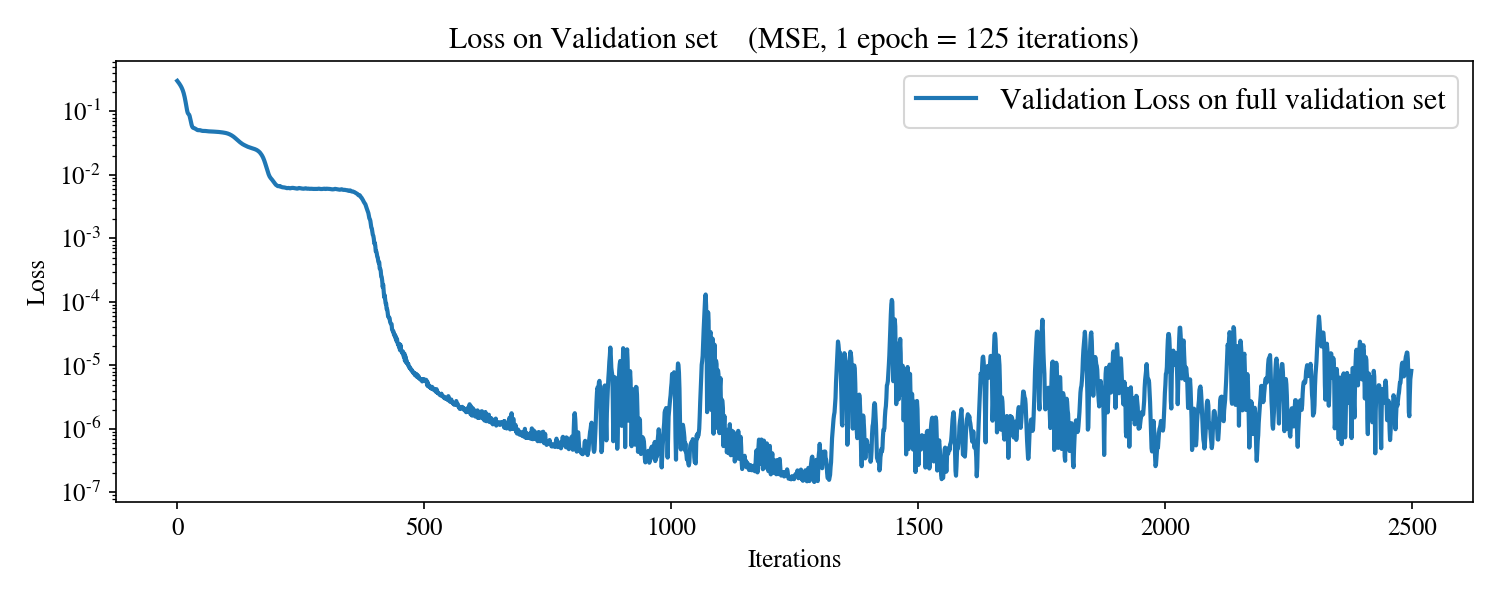 Loss on Validation set (MSE, 1 epoch = 125 iterations)
Validation Loss on full validation set
Loss
10^-1
10^-2
10^-3
10^-4
10^-5
10^-6
10^-7
0 500 1000 1500 2000 2500
Iterations